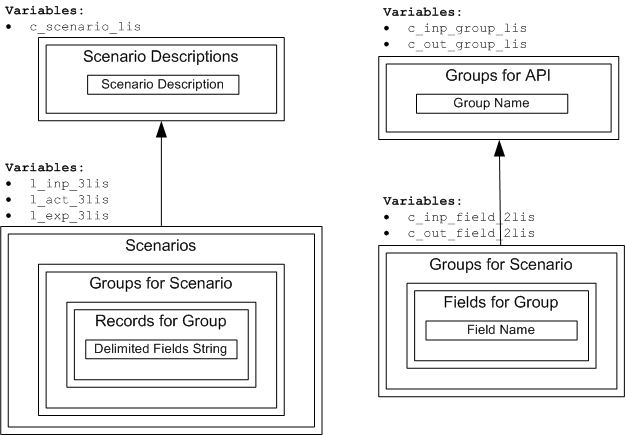 Variables:
• c_scenario_lis
Scenario Descriptions
Scenario Description
Variables:
• l_inp_3lis
• l_act_3lis
• l_exp_3lis
Scenarios
Groups for Scenario
Records for Group
Delimited Fields String
Variables:
• c_inp_group_lis
• c_out_group_lis
Groups for API
Group Name
Variables:
• c_inp_field_2lis
• c_out_field_2lis
Groups for Scenario
Fields for Group
Field Name